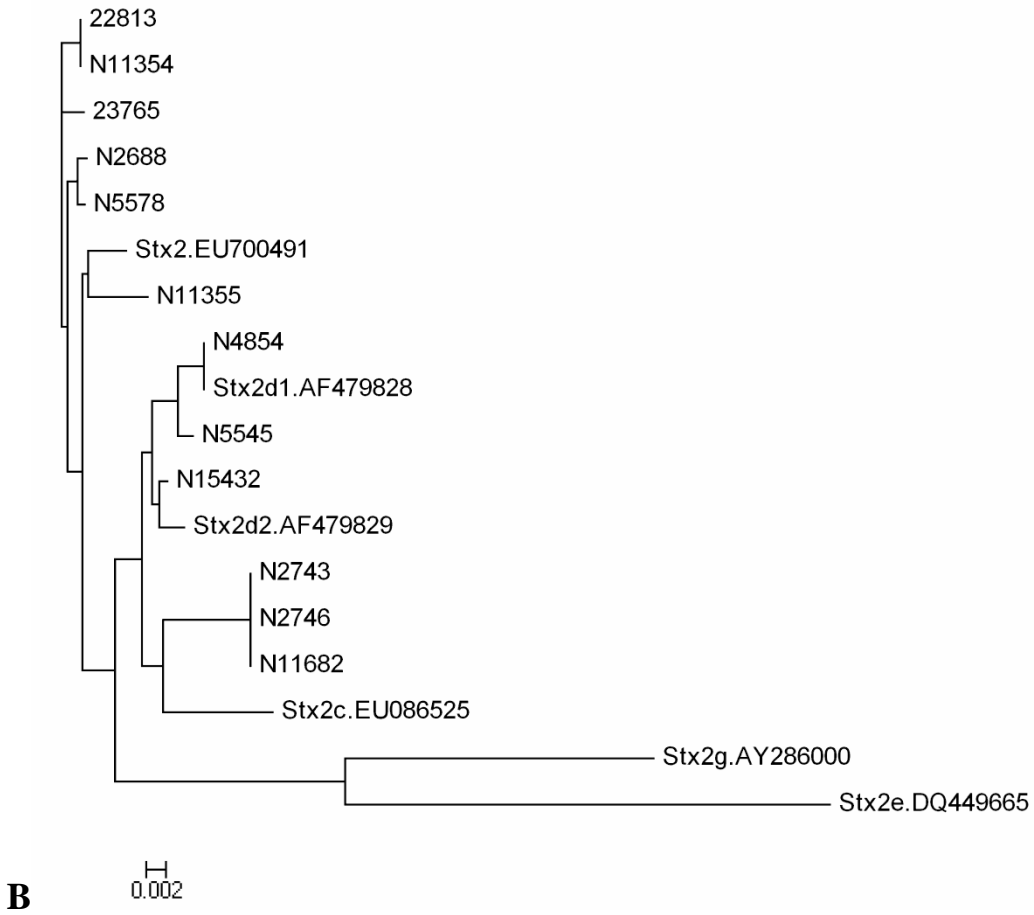 22813
N11354
23765
N2688
N5578
Stx2.EU700491
N11355
N4854
Stx2d1.AF479828
N5545
N15432
Stx2d2.AF479829
N2743
N2746
N11682
Stx2c.EU086525
Stx2g.AY286000
Stx2e.DQ449665
0.002
B